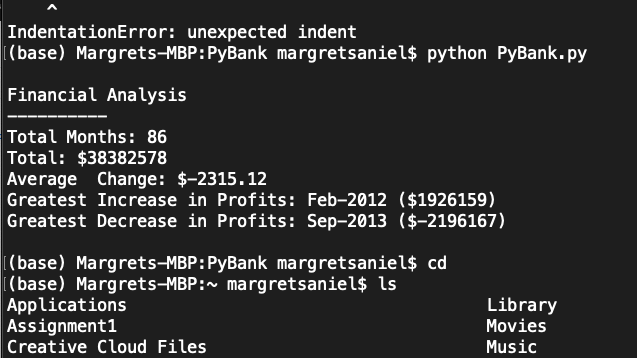 ^
IndentationError: unexpected indent
(base) Margrets-MBP:PyBank margretsaniel$ python PyBank.py
Financial Analysis
----------
Total Months: 86
Total: $38382578
Average  Change: $-2315.12
Greatest Increase in Profits: Feb-2012 ($1926159)
Greatest Decrease in Profits: Sep-2013 ($-2196167)
(base) Margrets-MBP:PyBank margretsaniel$ cd
(base) Margrets-MBP:~ margretsaniel$ ls
Applications Library
Assignment1 Movies
Creative Cloud Files Music